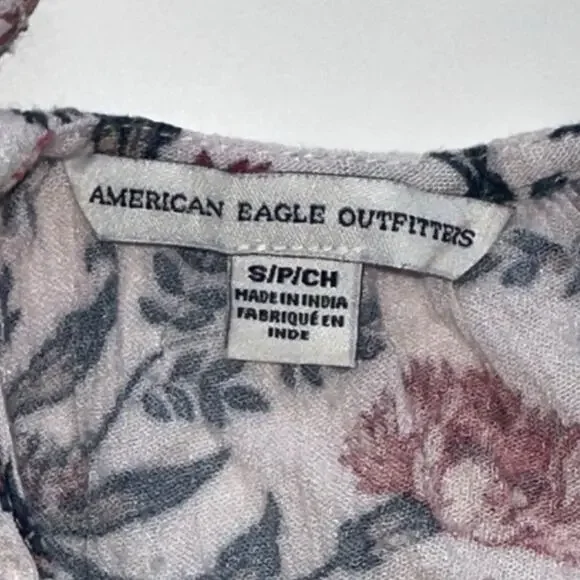 AMERICAN EAGLE OUTFITTERS
S/P/CH
MADE IN INDIA
FABRIQUÉ EN
INDE